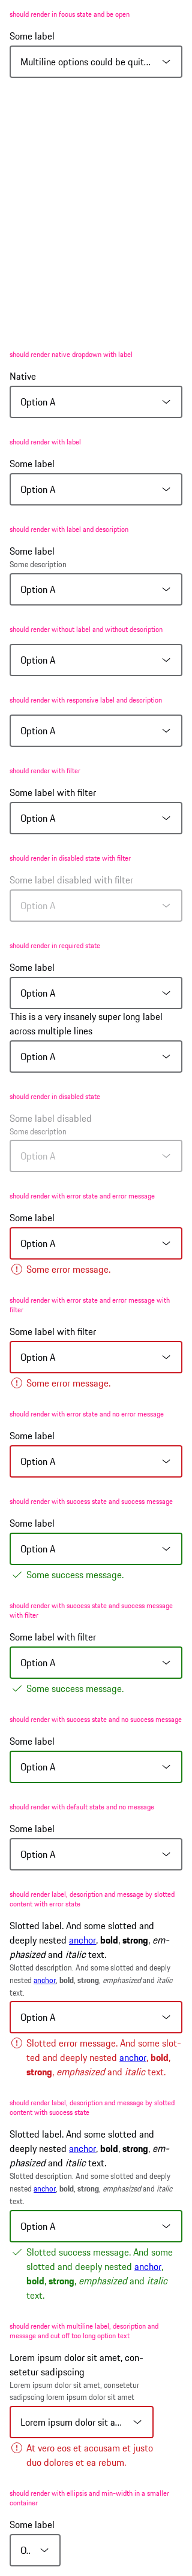 should render in focus state and be open
Some label
Multiline options could be quit...
should render native dropdown with label
Native
Option A
should render with label
Some label
Option A
should render with label and description
Some label
Some description
Option A
should render without label and without description
Option A
should render with responsive label and description
Option A
should render with filter
Some label with filter
Option A
should render in disabled state with filter
Some label disabled with filter
Option A
should render in required state
Some label
Option A
This is a very insanely super long label
across multiple lines
Option A
should render in disabled state
Some label disabled
Some description
Option A
should render with error state and error message
Some label
Option A
Some error message.
should render with error state and error message with
filter
Some label with filter
Option A
Some error message.
should render with error state and no error message
Some label
Option A
should render with success state and success message
Some label
Option A
Some success message.
should render with success state and success message
with filter
Some label with filter
Option A
Some success message.
should render with success state and no success message
Some label
Option A
should render with default state and no message
Some label
Option A
should render label, description and message by slotted
content with error state
Slotted label. And some slotted and
deeply nested anchor, bold, strong, em-
phasized and italic text.
Slotted description. And some slotted and deeply
nested anchor, bold, strong, emphasized and italic
text.
Option A
Slotted error message. And some slot-
ted and deeply nested anchor, bold,
strong, emphasized and italic text.
should render label, description and message by slotted
content with success state
Slotted label. And some slotted and
deeply nested anchor, bold, strong, em-
phasized and italic text.
Slotted description. And some slotted and deeply
nested anchor, bold, strong, emphasized and italic
text.
Option A
Slotted success message. And some
slotted and deeply nested anchor,
bold, strong, emphasized and italic
text.
should render with multiline label, description and
message and cut off too long option text
Lorem ipsum dolor sit amet, con-
setetur sadipscing
Lorem ipsum dolor sit amet, consetetur
sadipscing lorem ipsum dolor sit amet
Lorem ipsum dolor sit a...
At vero eos et accusam et justo
duo dolores et ea rebum.
should render with ellipsis and min-width in a smaller
container
Some label
O..